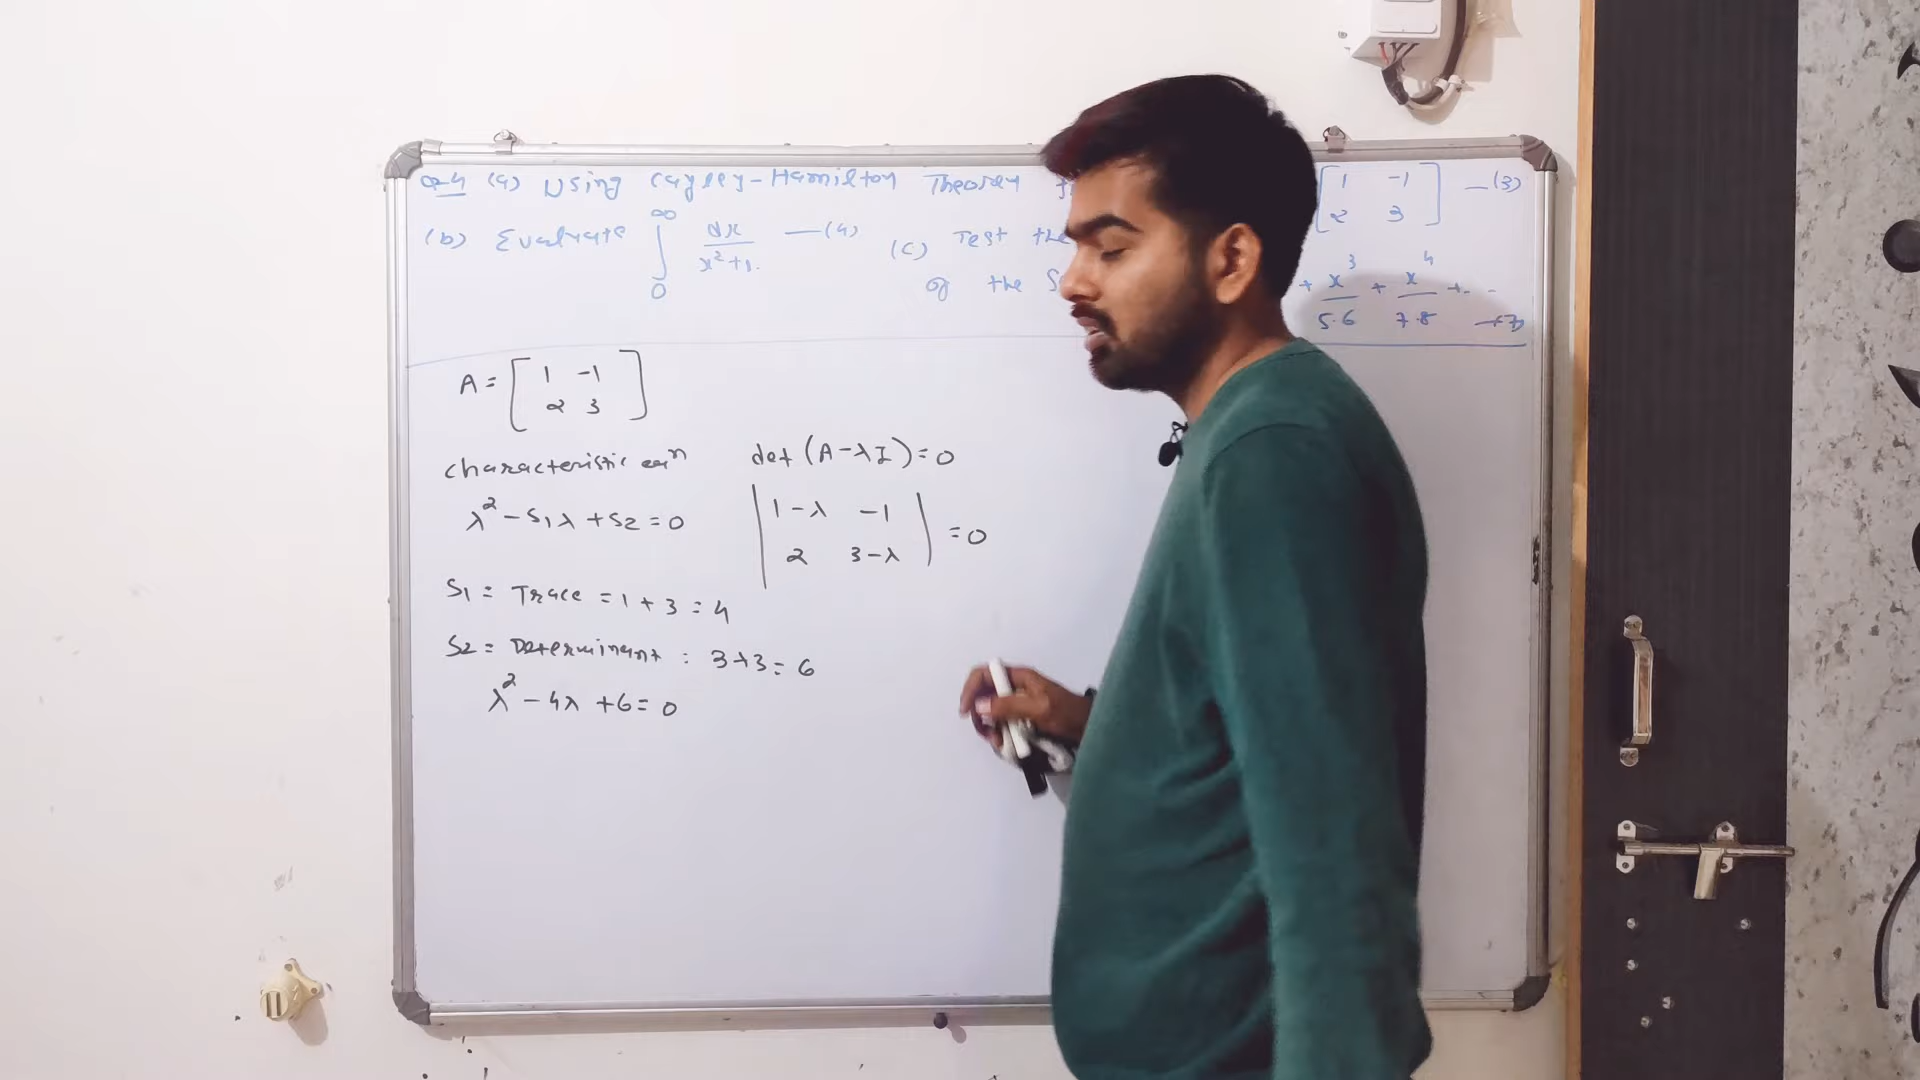 Q-4 (a) Using Cayley-Hamilton Theorem [ 1 -1 ] —(3)
2 3
(b) Evaluate ∫ dx —(4) (c) Test the
∞
x²+1.
0
of the + x³ + x⁴ +..
5.6 7.8 —(7)
A = [ 1 -1 ]
2 3
characteristic eqn det (A-λI) = 0
λ² - S1λ + S2 = 0 | 1-λ -1 | = 0
2 3-λ
S1 = Trace = 1 + 3 = 4
S2 = Determinant : 3+3 = 6
λ² - 4λ + 6 = 0